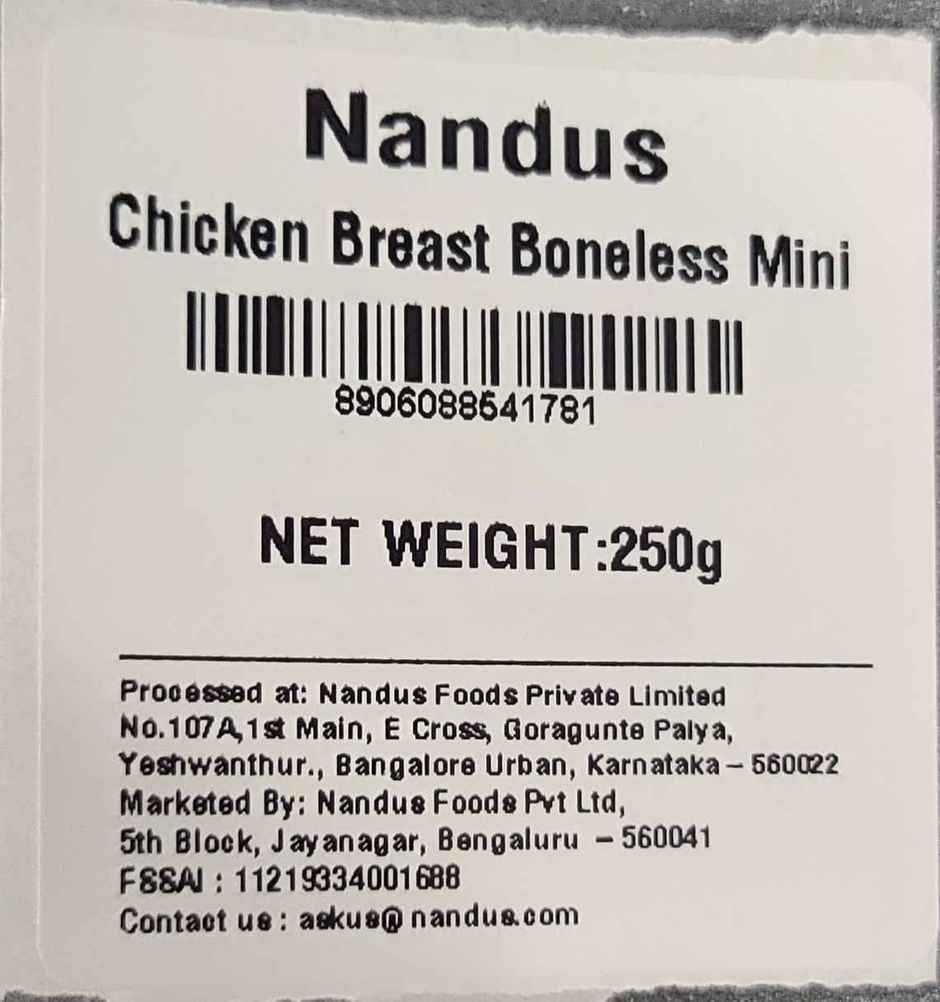 Nandus
Chicken Breast Boneless Mini
8906088541781
NET WEIGHT:250g
Processed at: Nandus Foods Private Limited
No.107A,1st Main, E Cross, Goragunte Palya,
Yeshwanthur., Bangalore Urban, Karnataka – 560022
Marketed By: Nandus Foods Pvt Ltd,
5th Block, Jayanagar, Bengaluru – 560041
FSSAI : 11219334001688
Contact us : askus@nandus.com